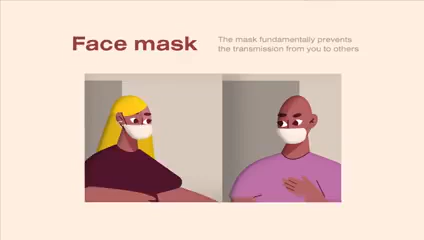 Face mask
The mask fundamentally prevents
the transmission from you to others